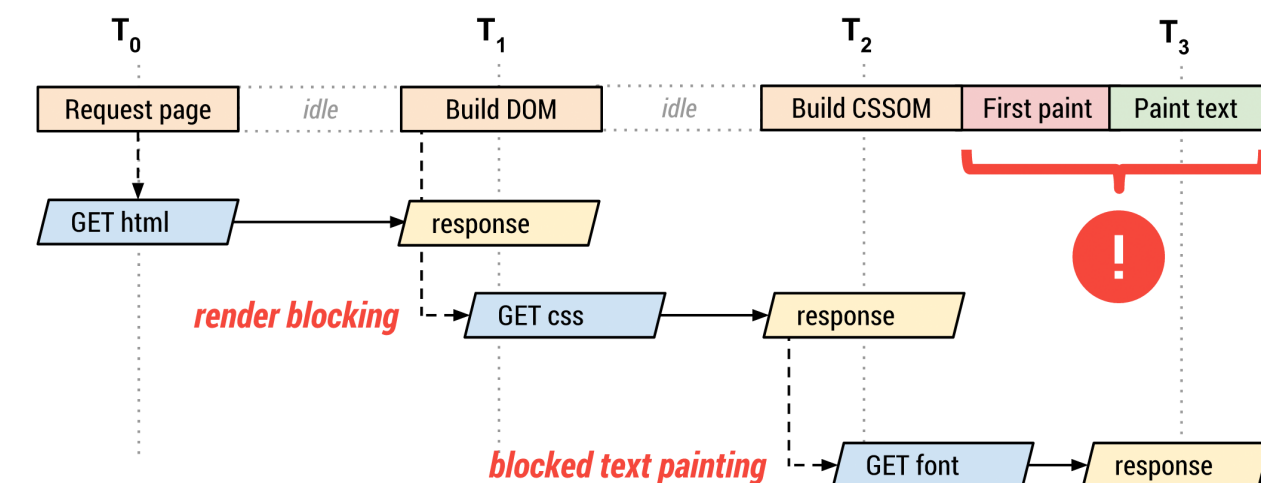 T0 T1 T2 T3
Request page idle Build DOM idle Build CSSOM First paint Paint text
GET html response
!
render blocking GET css response
blocked text painting GET font response